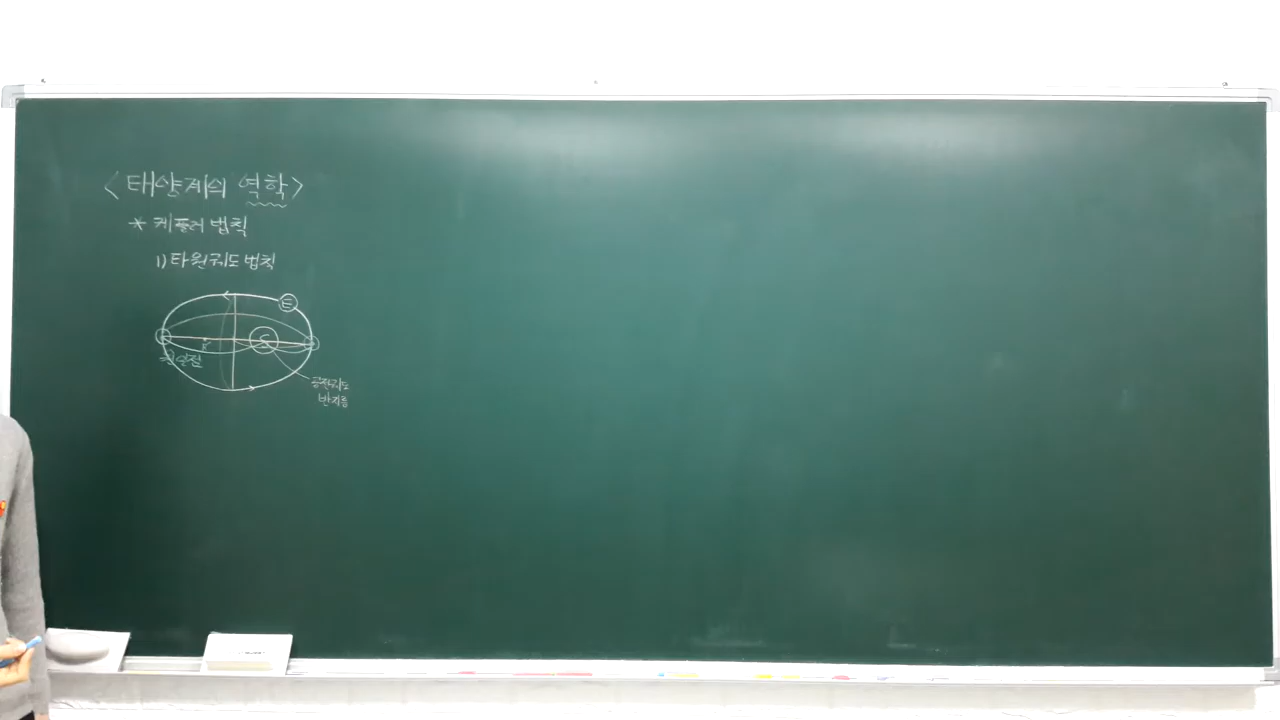 <태양계의 역학>
* 케플러 법칙
1) 타원궤도 법칙
E
S
원일점
공전궤도
반지름